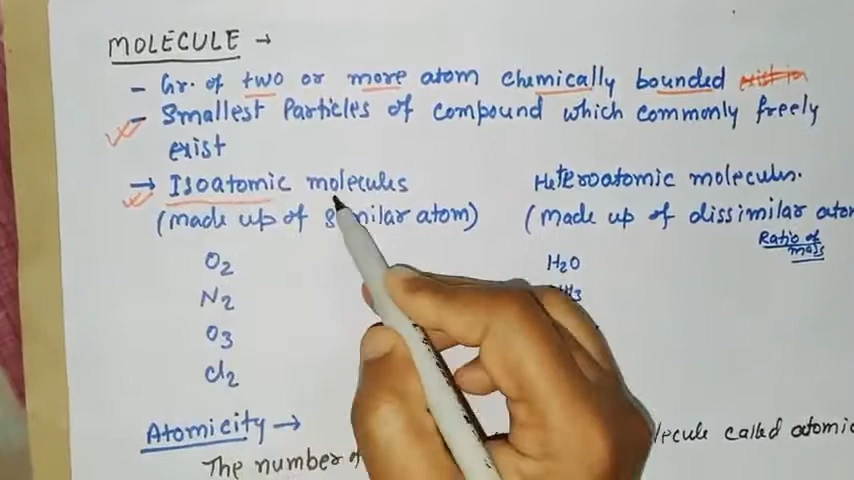 MOLECULE →
- Gr. of two or more atom chemically bounded
- Smallest Particles of compound which commonly freely
exist
→ Isoatomic molecules Heteroatomic molecules.
(made up of similar atom) (made up of dissimilar atom
Ratio of
mass
O2 H2O
N2
O3
Cl2
Atomicity →
The number of lecule called atomic